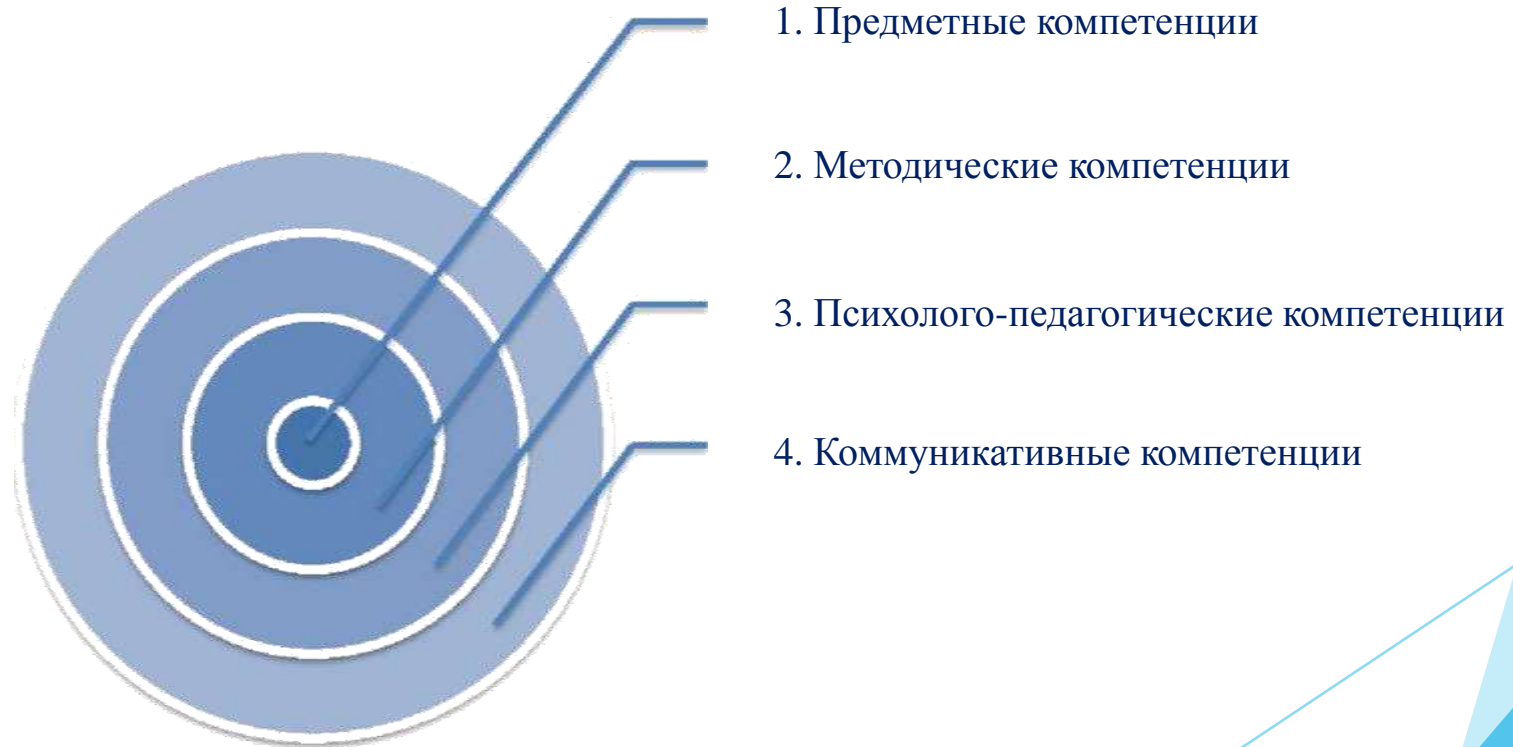 1. Предметные компетенции
2. Методические компетенции
3. Психолого-педагогические компетенции
4. Коммуникативные компетенции